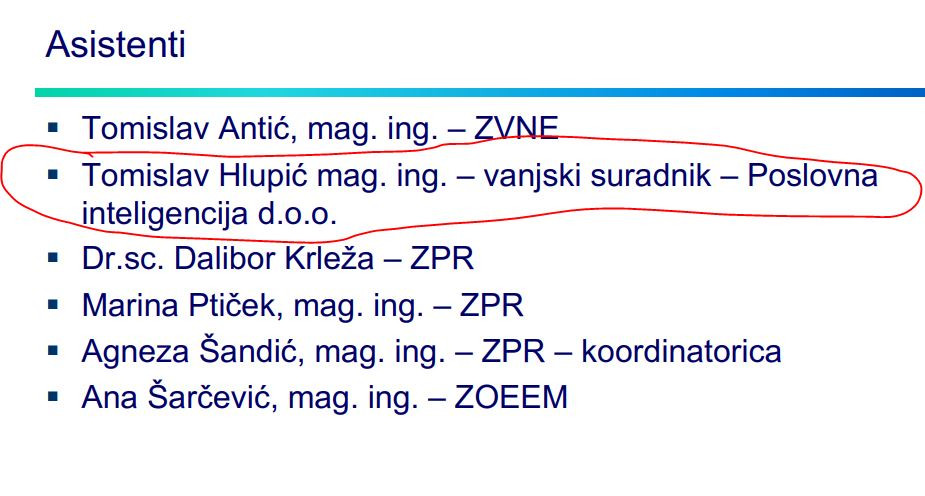 Asistenti
Tomislav Antić, mag. ing. – ZVNE
Tomislav Hlupić mag. ing. – vanjski suradnik – Poslovna
inteligencija d.o.o.
Dr.sc. Dalibor Krleža – ZPR
Marina Ptiček, mag. ing. – ZPR
Agneza Šandić, mag. ing. – ZPR – koordinatorica
Ana Šarčević, mag. ing. – ZOEEM